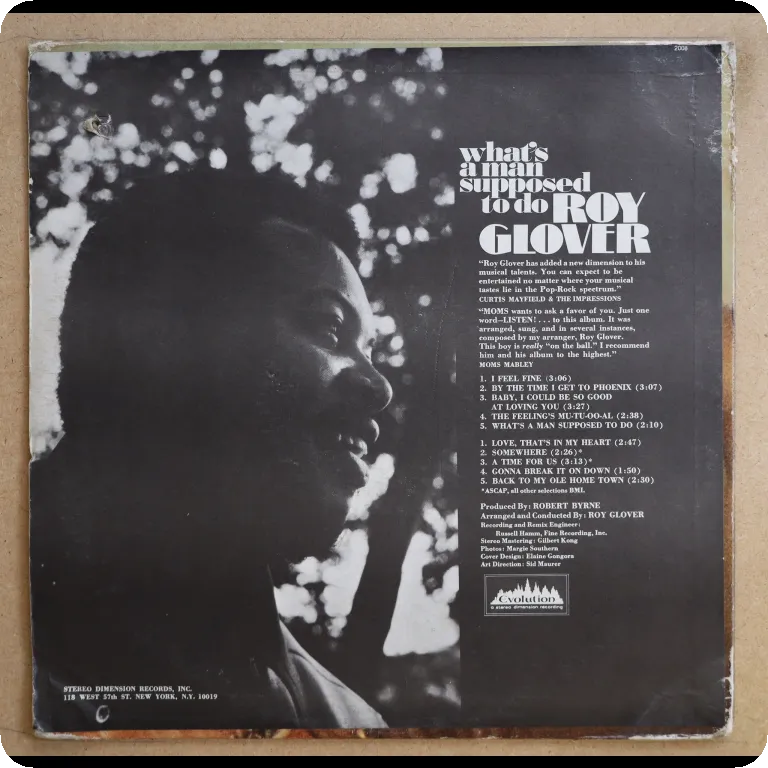 2006
what's
a man
supposed
to do ROY
GLOVER
"Roy Glover has added a new dimension to his
musical talents. You can expect to be
entertained no matter where your musical
tastes lie in the Pop-Rock spectrum."
CURTIS MAYFIELD & THE IMPRESSIONS
"MOMS wants to ask a favor of you. Just one
word—LISTEN! . . . to this album. It was
arranged, sung, and in several instances,
composed by my arranger, Roy Glover.
This boy is really "on the ball." I recommend
him and his album to the highest."
MOMS MABLEY
1. I FEEL FINE (3:06)
2. BY THE TIME I GET TO PHOENIX (3:07)
3. BABY, I COULD BE SO GOOD
AT LOVING YOU (3:27)
4. THE FEELING'S MU-TU-OO-AL (2:38)
5. WHAT'S A MAN SUPPOSED TO DO (2:10)
1. LOVE, THAT'S IN MY HEART (2:47)
2. SOMEWHERE (2:26)*
3. A TIME FOR US (3:13)*
4. GONNA BREAK IT ON DOWN (1:50)
5. BACK TO MY OLE HOME TOWN (2:30)
*ASCAP, all other selections BMI.
Produced By: ROBERT BYRNE
Arranged and Conducted By: ROY GLOVER
Recording and Remix Engineer:
Russell Hamm, Fine Recording, Inc.
Stereo Mastering: Gilbert Kong
Photos: Margie Southern
Cover Design: Elaine Gongora
Art Direction: Sid Maurer
Evolution
a stereo dimension recording
STEREO DIMENSION RECORDS, INC.
118 WEST 57th ST. NEW YORK, N.Y. 10019